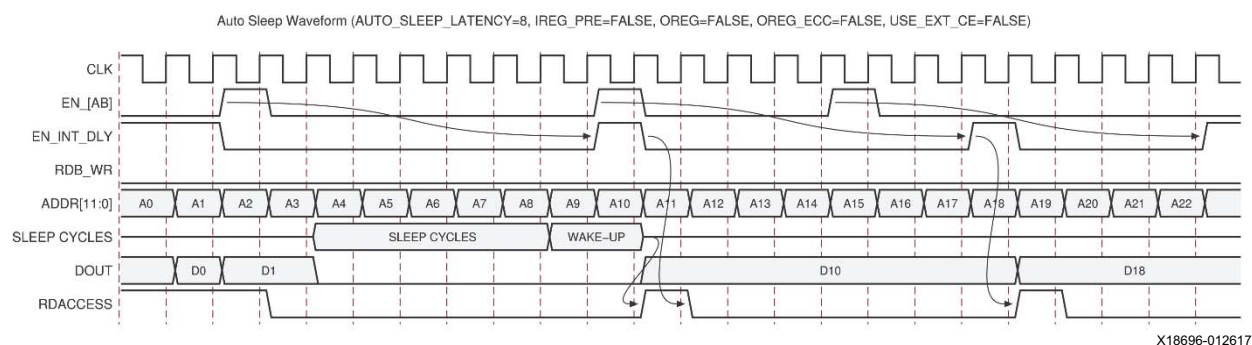 Auto Sleep Waveform (AUTO_SLEEP_LATENCY=8, IREG_PRE=FALSE, OREG=FALSE, OREG_ECC=FALSE, USE_EXT_CE=FALSE)
CLK
EN_[AB]
EN_INT_DLY
RDB_WR
ADDR[11:0] A0 A1 A2 A3 A4 A5 A6 A7 A8 A9 A10 A11 A12 A13 A14 A15 A16 A17 A18 A19 A20 A21 A22
SLEEP CYCLES SLEEP CYCLES WAKE-UP
DOUT D0 D1 D10 D18
RDACCESS
X18696-012617